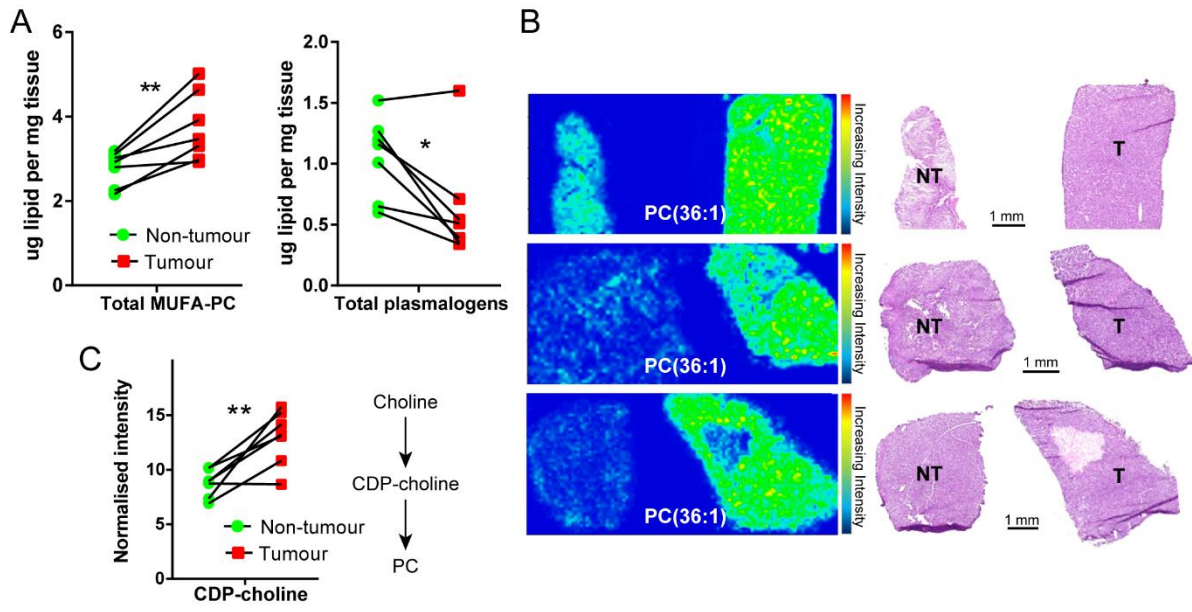 A
ug lipid per mg tissue
6
4
2
0
**
Non-tumour
Tumour
Total MUFA-PC
ug lipid per mg tissue
2.0
1.5
1.0
0.5
0.0
*
Total plasmalogens
B
PC(36:1)
Increasing Intensity
NT
T
1 mm
1 mm
PC(36:1)
Increasing Intensity
NT
T
1 mm
PC(36:1)
Increasing Intensity
NT
T
1 mm
C
Normalised intensity
15
10
5
0
**
Non-tumour
Tumour
CDP-choline
Choline
CDP-choline
PC